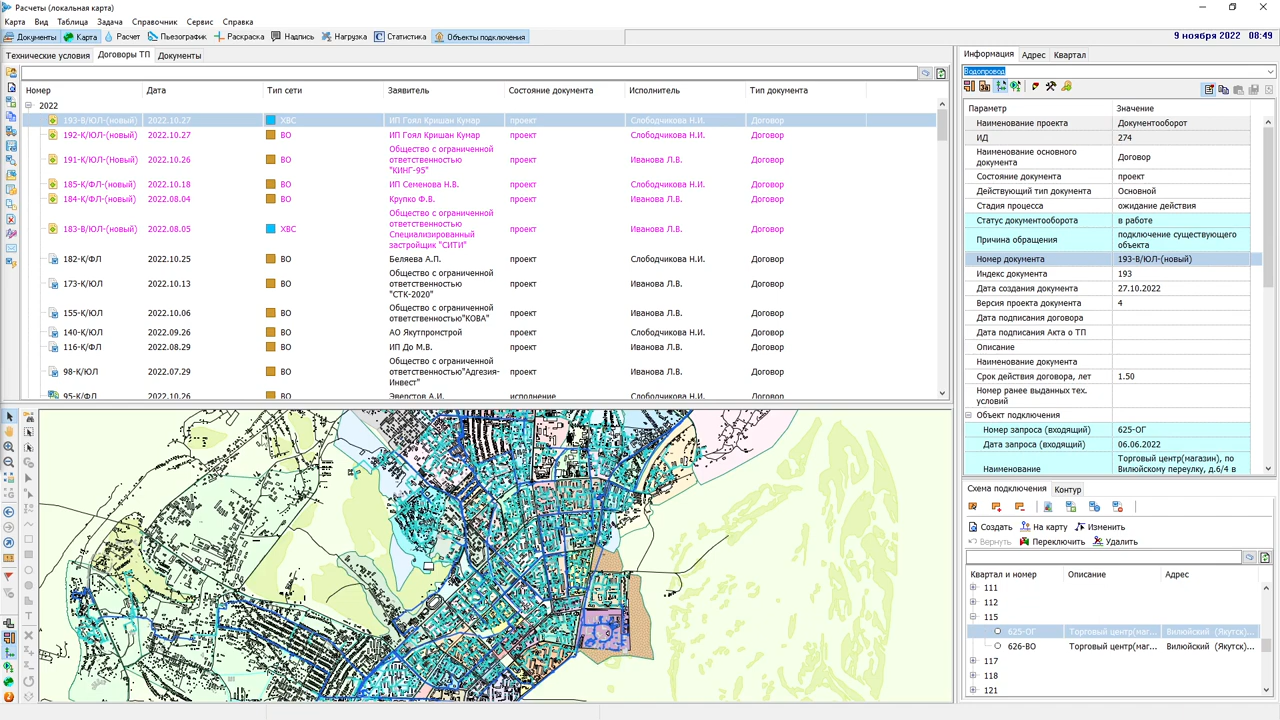 Расчеты (локальная карта)
Карта Вид Таблица Задача Справочник Сервис Справка
Документы Карта Расчет Пьезографик Раскраска Надпись Нагрузка Статистика Объекты подключения
9 ноября 2022 08:49
Технические условия Договоры ТП Документы
Номер Дата Тип сети Заявитель Состояние документа Исполнитель Тип документа
2022
193-В/ЮЛ-(новый) 2022.10.27 ХВС ИП Гоял Кришан Кумар проект Слободчикова Н.И. Договор
192-К/ЮЛ-(новый) 2022.10.27 ВО ИП Гоял Кришан Кумар проект Слободчикова Н.И. Договор
191-К/ЮЛ-(Новый) 2022.10.26 ВО Общество с ограниченной ответственностью "КИНГ-95" проект Иванова Л.В. Договор
185-К/ФЛ-(новый) 2022.10.18 ВО ИП Семенова Н.В. проект Слободчикова Н.И. Договор
184-К/ФЛ-(новый) 2022.08.04 ВО Крупко Ф.В. проект Иванова Л.В. Договор
183-В/ЮЛ-(новый) 2022.08.05 ХВС Общество с ограниченной ответственностью Специализированный застройщик "СИТИ" проект Иванова Л.В. Договор
182-К/ФЛ 2022.10.25 ВО Беляева А.П. проект Слободчикова Н.И. Договор
173-К/ЮЛ 2022.10.13 ВО Общество с ограниченной ответственностью "СТК-2020" проект Иванова Л.В. Договор
155-К/ЮЛ 2022.10.06 ВО Общество с ограниченной ответственностью"КОВА" проект Иванова Л.В. Договор
140-К/ЮЛ 2022.09.26 ВО АО Якутпромстрой проект Слободчикова Н.И. Договор
116-К/ФЛ 2022.08.29 ВО ИП До М.В. проект Иванова Л.В. Договор
98-К/ЮЛ 2022.07.29 ВО Общество с ограниченной ответственностью"Адгезия-Инвест" проект Иванова Л.В. Договор
95-К/ФЛ 2022.10.26 ВО Эверстов А.И. исполнение Слободчикова Н.И. Договор
Информация Адрес Квартал
Водопровод
Параметр Значение
Наименование проекта Документооборот
ИД 274
Наименование основного документа Договор
Состояние документа проект
Действующий тип документа Основной
Стадия процесса ожидание действия
Статус документооборота в работе
Причина обращения подключение существующего объекта
Номер документа 193-В/ЮЛ-(новый)
Индекс документа 193
Дата создания документа 27.10.2022
Версия проекта документа 4
Дата подписания договора
Дата подписания Акта о ТП
Описание
Наименование документа
Срок действия договора, лет 1.50
Номер ранее выданных тех. условий
Объект подключения
Номер запроса (входящий) 625-ОГ
Дата запроса (входящий) 06.06.2022
Наименование Торговый центр(магазин), по Вилюйскому переулку, д.6/4 в
Схема подключения Контур
Создать На карту Изменить
Вернуть Переключить Удалить
Квартал и номер Описание Адрес
111
112
115
625-ОГ Торговый центр(маг... Вилюйский (Якутск)...
626-ВО Торговый центр(маг... Вилюйский (Якутск)...
117
118
121